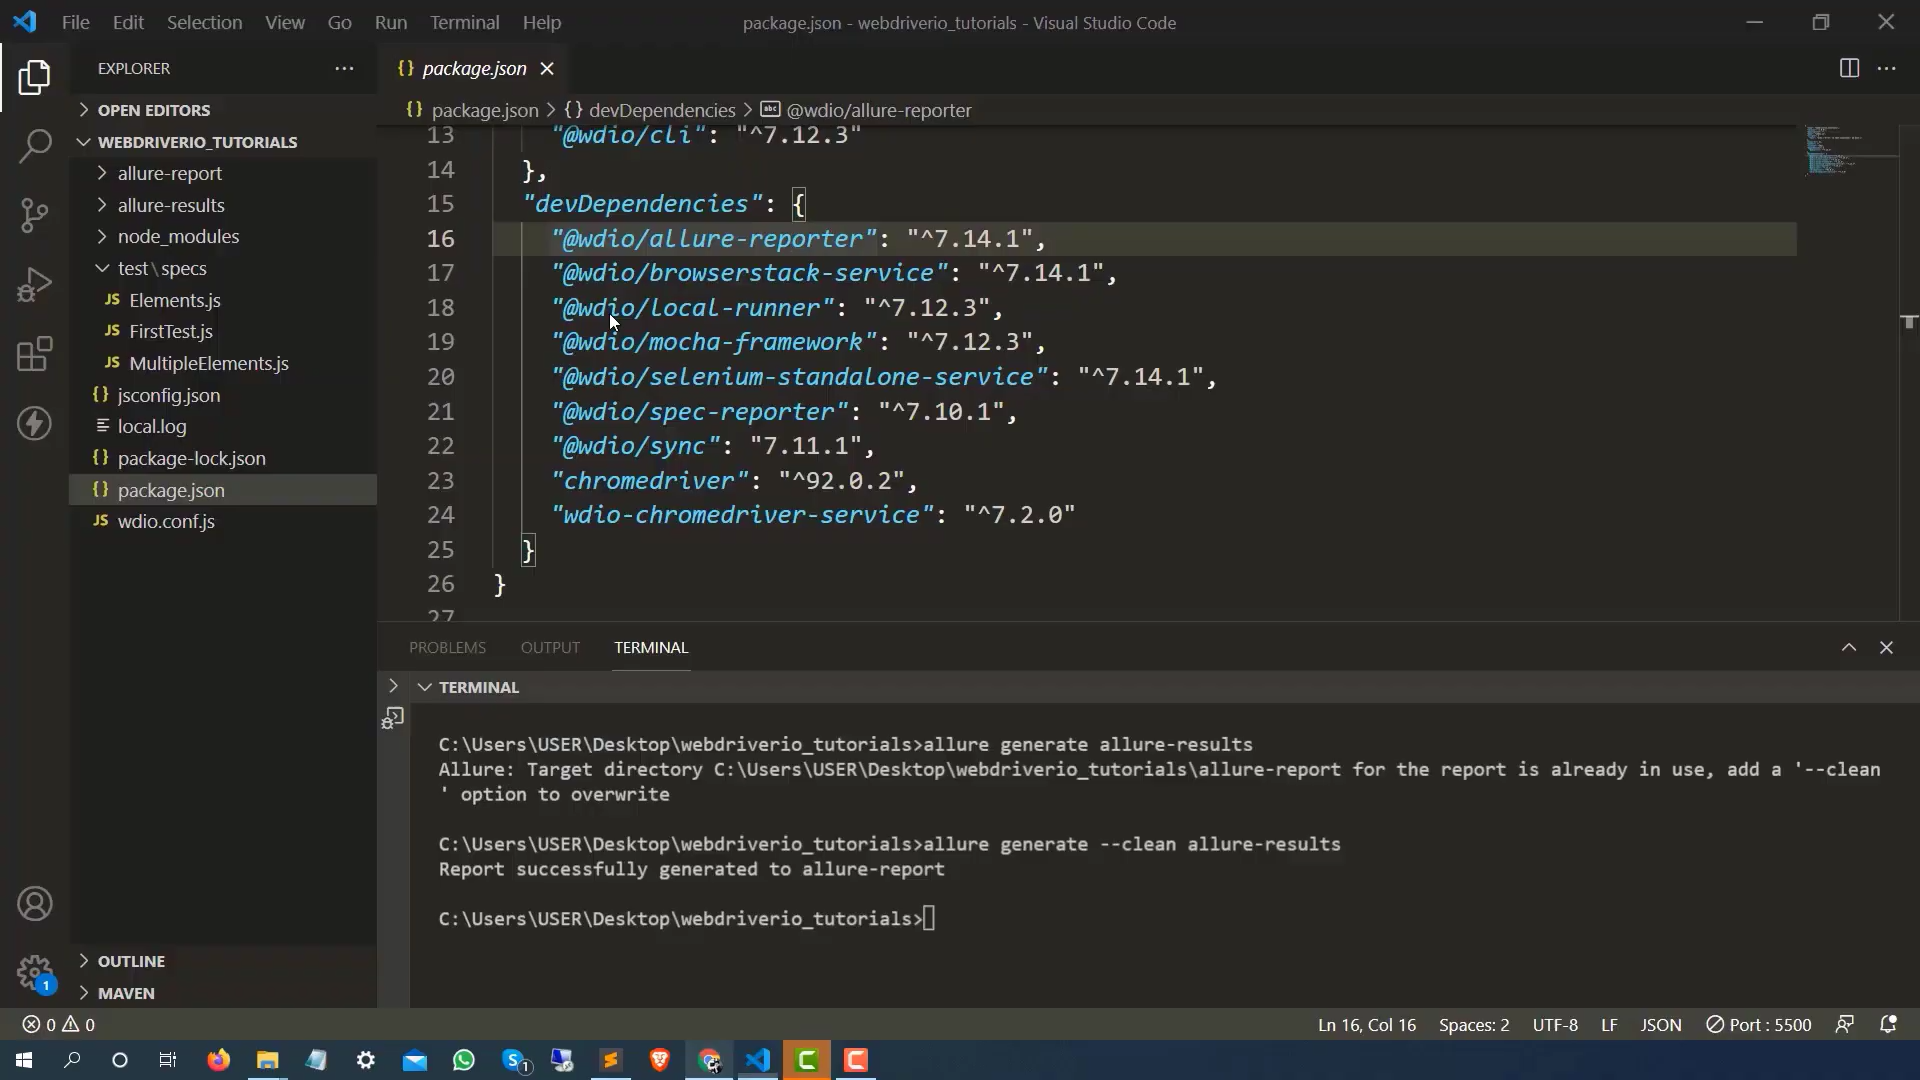 File Edit Selection View Go Run Terminal Help
package.json - webdriverio_tutorials - Visual Studio Code
EXPLORER
OPEN EDITORS
WEBDRIVERIO_TUTORIALS
allure-report
allure-results
node_modules
test\specs
JS Elements.js
JS FirstTest.js
JS MultipleElements.js
{} jsconfig.json
local.log
{} package-lock.json
{} package.json
JS wdio.conf.js
OUTLINE
MAVEN
1
{} package.json
{} package.json > {} devDependencies > abc @wdio/allure-reporter
13 "@wdio/cli": "^7.12.3"
14 },
15 "devDependencies": {
16 "@wdio/allure-reporter": "^7.14.1",
17 "@wdio/browserstack-service": "^7.14.1",
18 "@wdio/local-runner": "^7.12.3",
19 "@wdio/mocha-framework": "^7.12.3",
20 "@wdio/selenium-standalone-service": "^7.14.1",
21 "@wdio/spec-reporter": "^7.10.1",
22 "@wdio/sync": "7.11.1",
23 "chromedriver": "^92.0.2",
24 "wdio-chromedriver-service": "^7.2.0"
25 }
26 }
27
PROBLEMS OUTPUT TERMINAL
TERMINAL
C:\Users\USER\Desktop\webdriverio_tutorials>allure generate allure-results
Allure: Target directory C:\Users\USER\Desktop\webdriverio_tutorials\allure-report for the report is already in use, add a '--clean
' option to overwrite
C:\Users\USER\Desktop\webdriverio_tutorials>allure generate --clean allure-results
Report successfully generated to allure-report
C:\Users\USER\Desktop\webdriverio_tutorials>
0 0
Ln 16, Col 16 Spaces: 2 UTF-8 LF JSON Port : 5500
S 1 C C